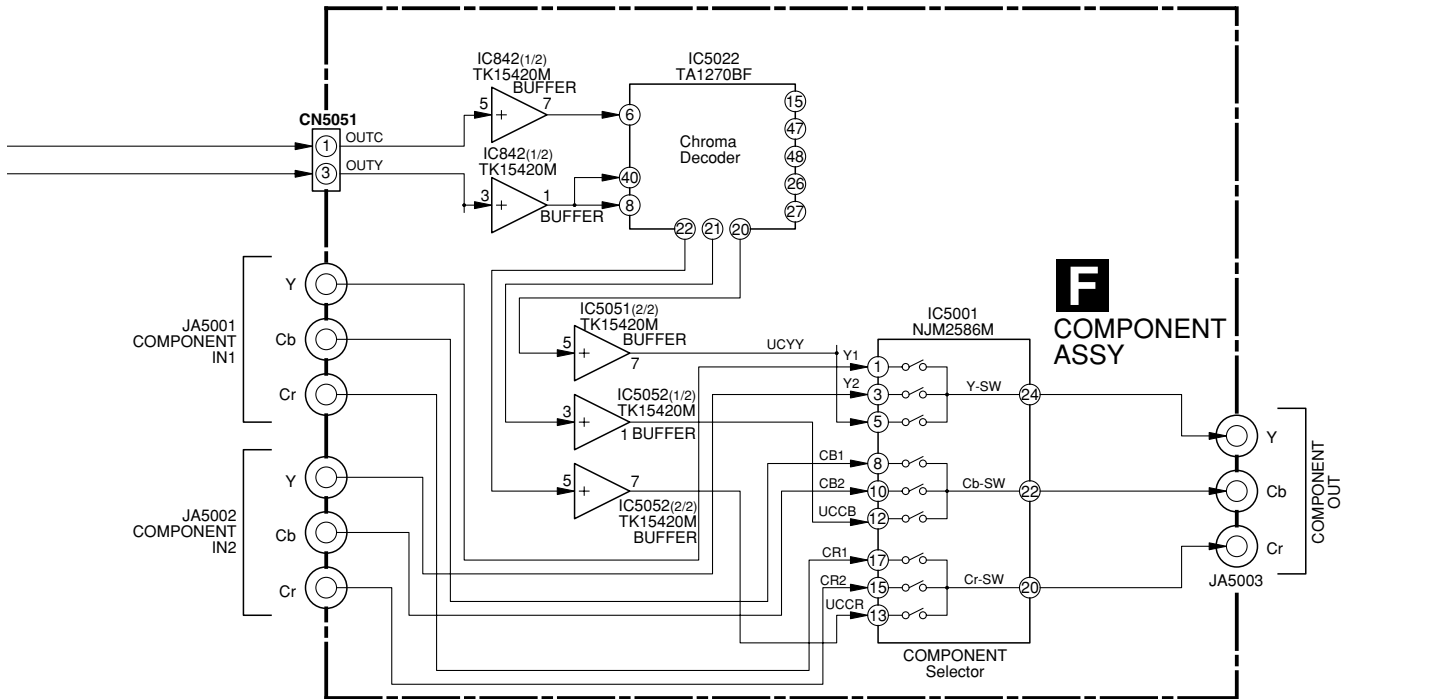 IC842(1/2)
TK15420M
BUFFER
5
7
IC5022
TA1270BF
6
40
8
Chroma
Decoder
15
47
48
26
27
22
21
20
CN5051
1
OUTC
3
OUTY
IC842(1/2)
TK15420M
3
1
BUFFER
JA5001
COMPONENT
IN1
Y
Cb
Cr
JA5002
COMPONENT
IN2
Y
Cb
Cr
IC5051(2/2)
TK15420M
BUFFER
5
7
UCYY
IC5052(1/2)
TK15420M
3
1 BUFFER
5
7
IC5052(2/2)
TK15420M
BUFFER
IC5001
NJM2586M
Y1
1
Y2
3
5
Y-SW
24
CB1
8
CB2
10
UCCB
12
Cb-SW
22
CR1
17
CR2
15
UCCR
13
Cr-SW
20
COMPONENT
Selector
F
COMPONENT
ASSY
Y
Cb
Cr
JA5003
COMPONENT
OUT